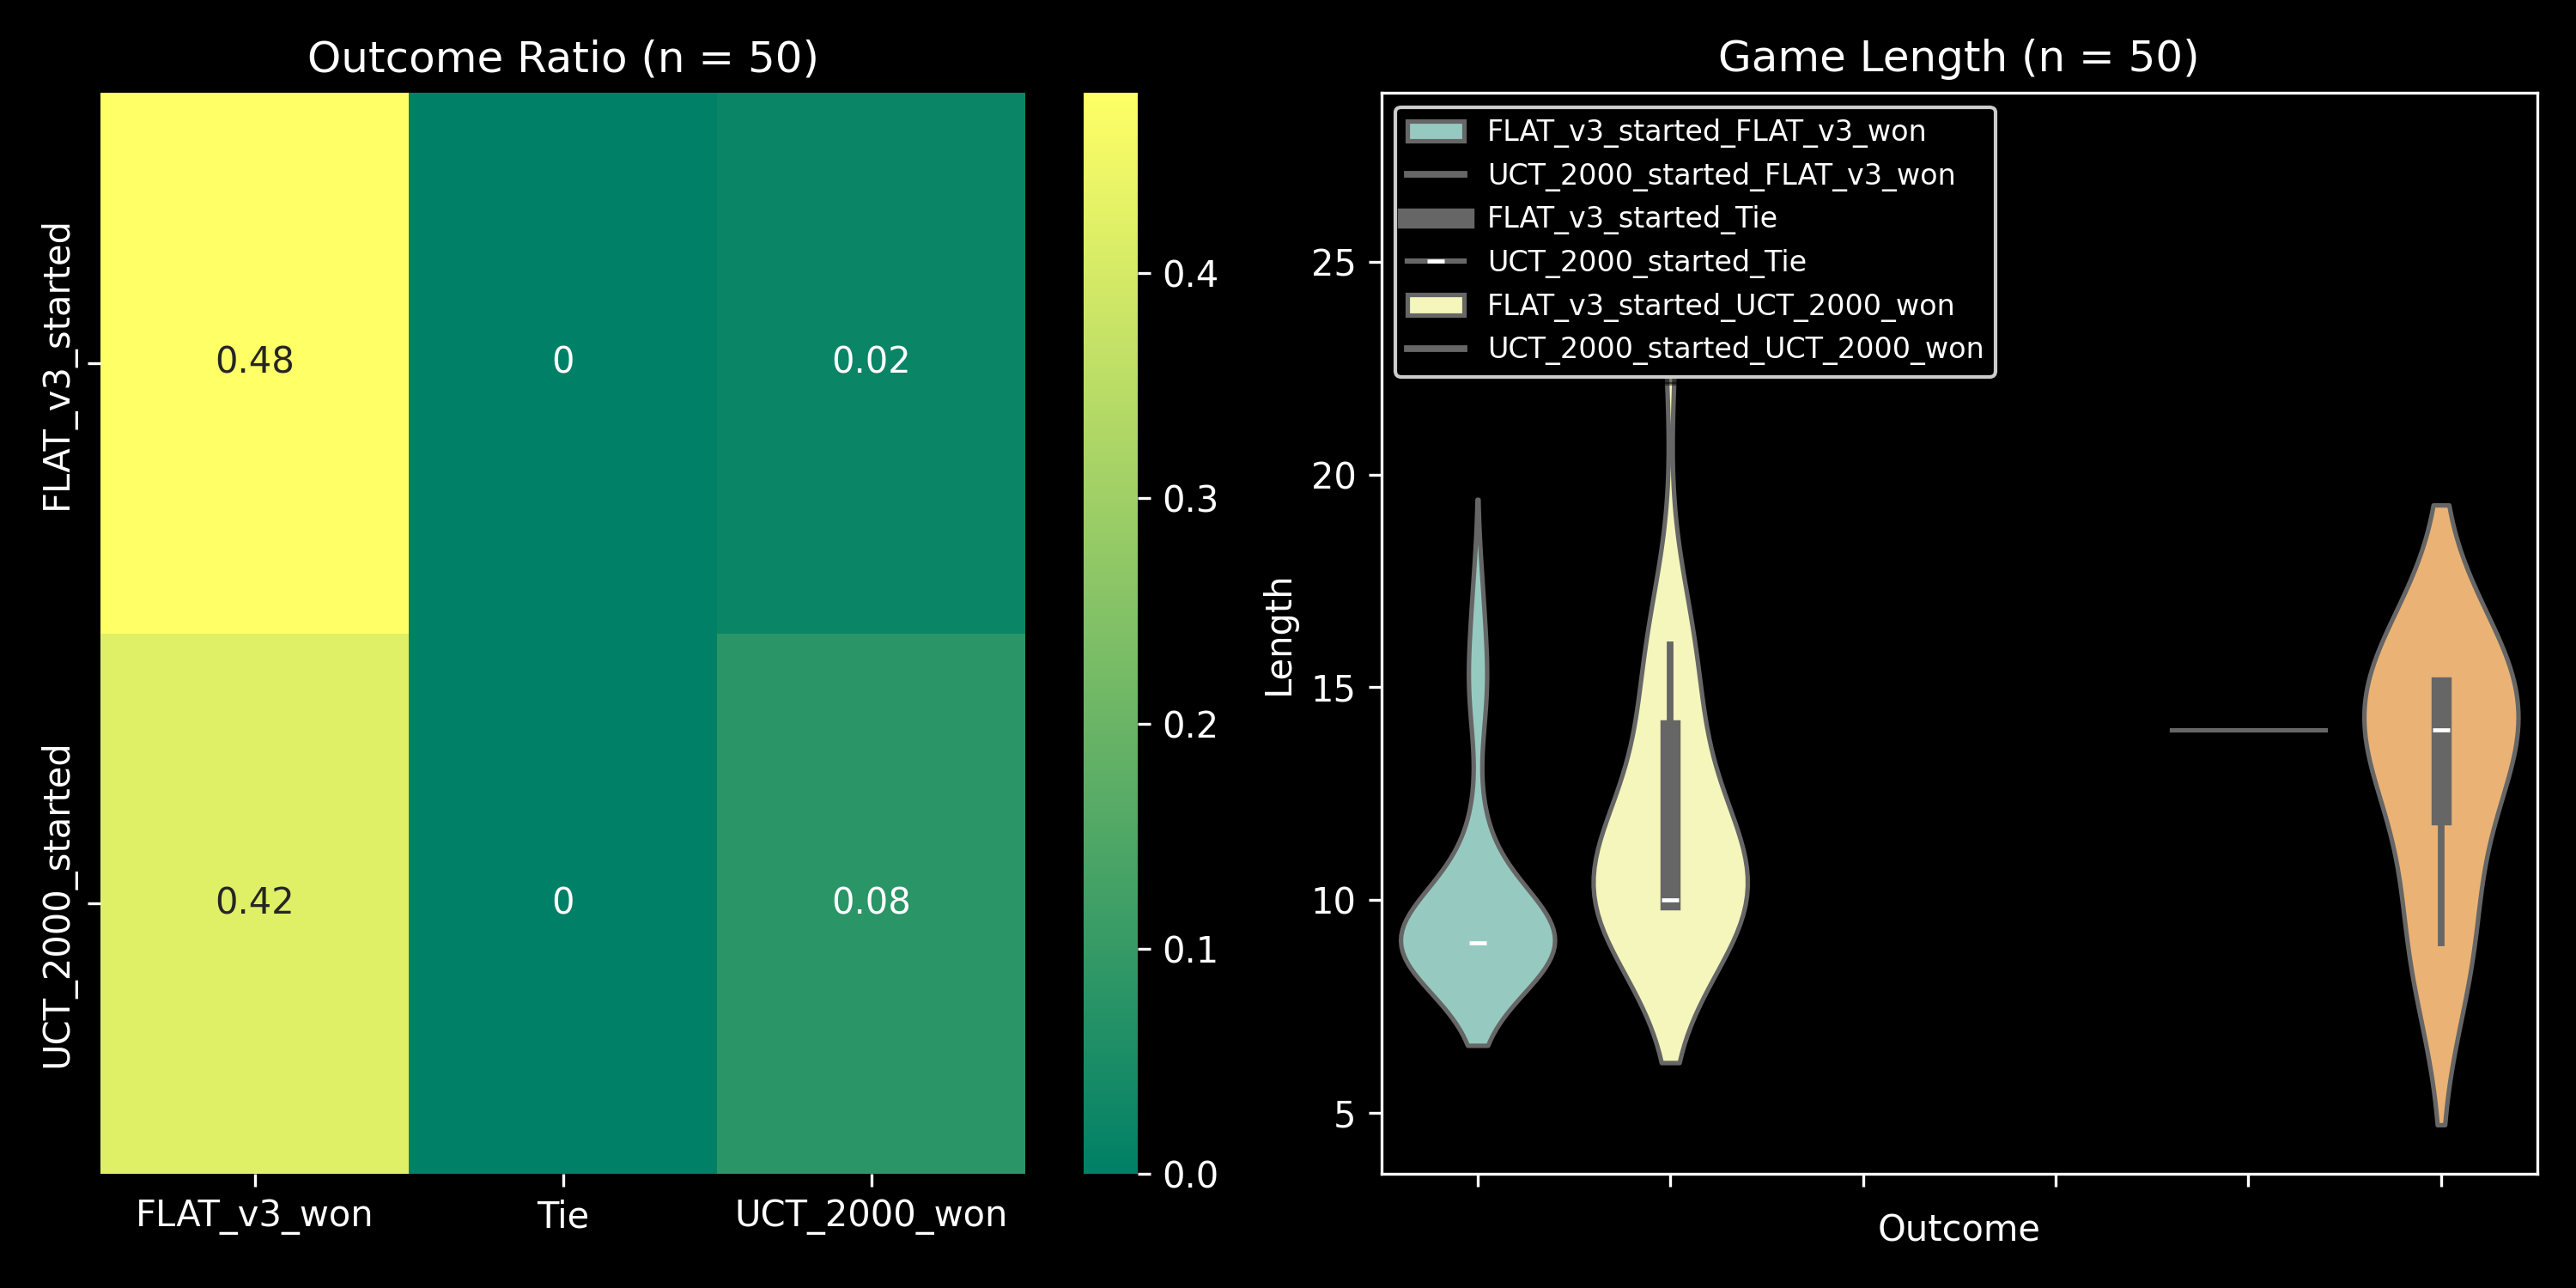 Outcome Ratio (n = 50)
FLAT_v3_started
UCT_2000_started
0.48
0
0.02
0.42
0
0.08
FLAT_v3_won
Tie
UCT_2000_won
0.4
0.3
0.2
0.1
0.0
Game Length (n = 50)
FLAT_v3_started_FLAT_v3_won
UCT_2000_started_FLAT_v3_won
FLAT_v3_started_Tie
UCT_2000_started_Tie
FLAT_v3_started_UCT_2000_won
UCT_2000_started_UCT_2000_won
Length
25
20
15
10
5
Outcome